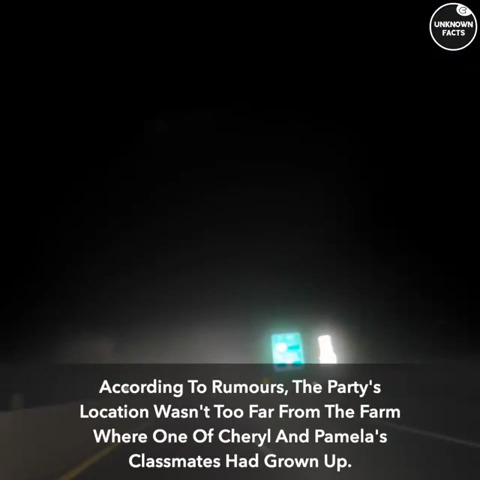 UNKNOWN
FACTS
According To Rumours, The Party's
Location Wasn't Too Far From The Farm
Where One Of Cheryl And Pamela's
Classmates Had Grown Up.